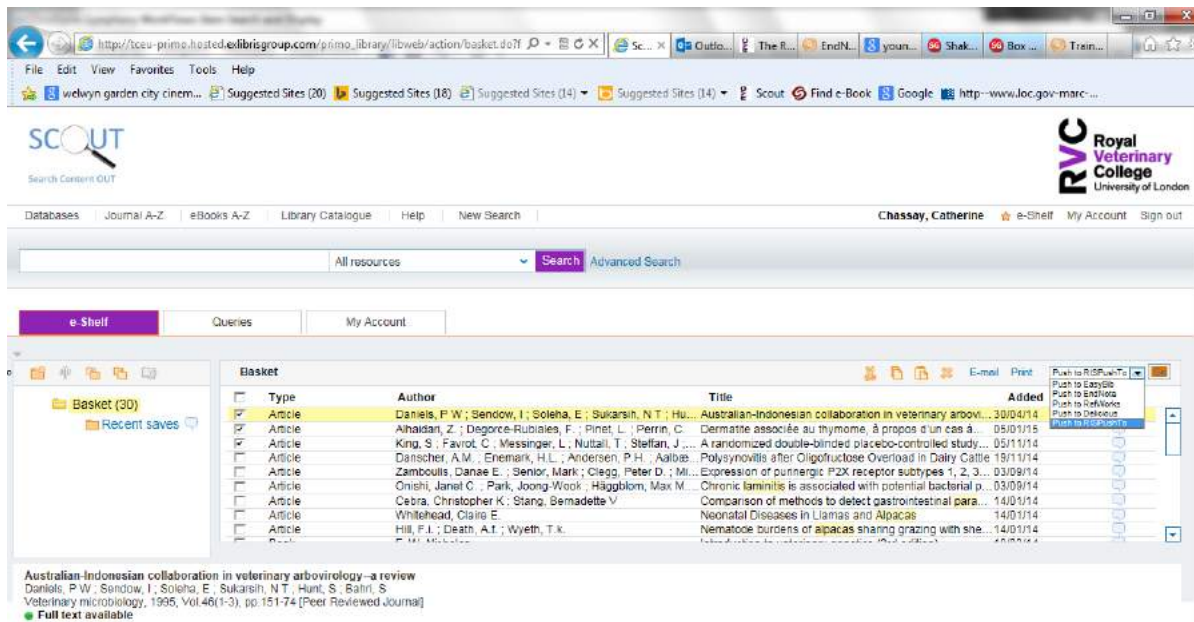 http://tceu-primo.hosted.exlibrisgroup.com/primo_library/libweb/action/basket.do?f
Sc... Outlo... The R... EndN... youn... Shak... Box ... Train...
File Edit View Favorites Tools Help
welwyn garden city cinem... Suggested Sites (20) Suggested Sites (18) Suggested Sites (14) Suggested Sites (14) Scout Find e-Book Google http--www.loc.gov-marc-...
SCOUT
Search Content OUT
RVC
Royal
Veterinary
College
University of London
Databases Journal A-Z eBooks A-Z Library Catalogue Help New Search Chassay, Catherine e-Shelf My Account Sign out
All resources Search Advanced Search
e-Shelf Queries My Account
Basket E-mail Print Push to RISPushTo
Push to EasyBib
Push to EndNote
Push to RefWorks
Push to Delicious
Push to RISPushTo
Basket (30)
Recent saves
Type Author Title Added
Article Daniels, P W ; Sendow, I ; Soleha, E ; Sukarsih, N T ; Hu... Australian-Indonesian collaboration in veterinary arbovi... 30/04/14
Article Alhaidari, Z. ; Degorce-Rubiales, F. ; Pinet, L. ; Perrin, C. Dermatite associée au thymome, à propos d'un cas à... 05/01/15
Article King, S ; Favrot, C ; Messinger, L ; Nuttall, T ; Steffan, J ;... A randomized double-blinded placebo-controlled study... 05/11/14
Article Danscher, A.M. ; Enemark, H.L. ; Andersen, P.H. ; Aalbæ... Polysynovitis after Oligofructose Overload in Dairy Cattle 19/11/14
Article Zamboulis, Danae E. ; Senior, Mark ; Clegg, Peter D. ; Mi... Expression of purinergic P2X receptor subtypes 1, 2, 3... 03/09/14
Article Onishi, Janet C. ; Park, Joong-Wook ; Häggblom, Max M... Chronic laminitis is associated with potential bacterial p... 03/09/14
Article Cebra, Christopher K ; Stang, Bernadette V Comparison of methods to detect gastrointestinal para... 14/01/14
Article Whitehead, Claire E. Neonatal Diseases in Llamas and Alpacas 14/01/14
Article Hill, F.I. ; Death, A.f. ; Wyeth, T.k. Nematode burdens of alpacas sharing grazing with she... 14/01/14
Australian-Indonesian collaboration in veterinary arbovirology--a review
Daniels, P W ; Sendow, I ; Soleha, E ; Sukarsih, N T ; Hunt, S ; Bahri, S
Veterinary microbiology, 1995, Vol.46(1-3), pp.151-74 [Peer Reviewed Journal]
Full text available